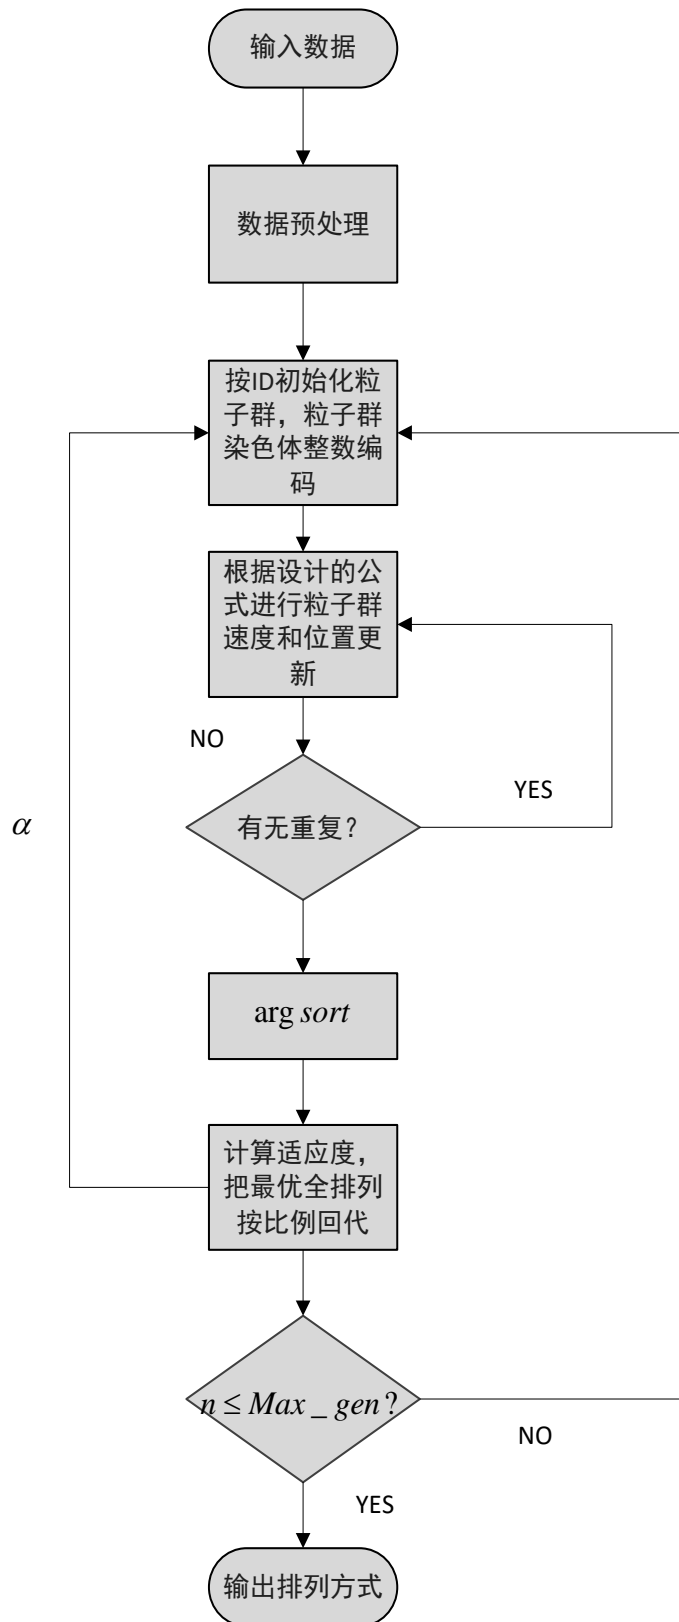 输入数据
数据预处理
按ID初始化粒
子群，粒子群
染色体整数编
码
根据设计的公
式进行粒子群
速度和位置更
新
NO
YES
有无重复？
α
arg sort
计算适应度，
把最优全排列
按比例回代
n ≤ Max _ gen ?
NO
YES
输出排列方式